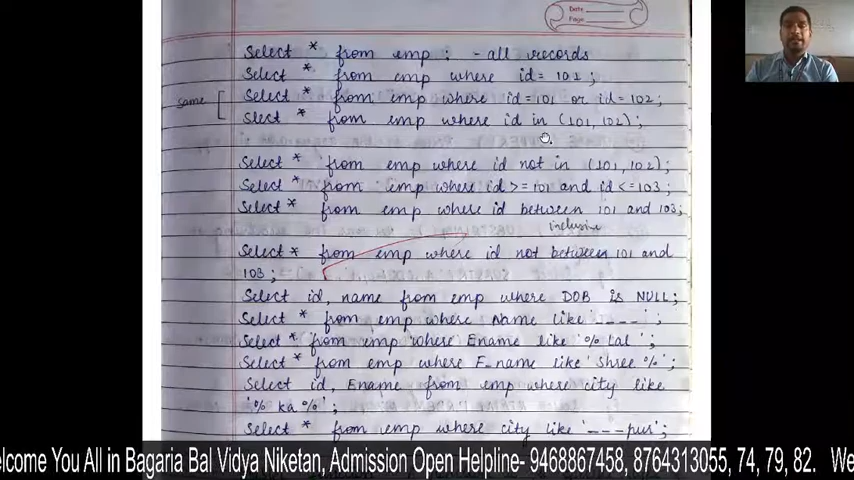 Date
Page
Select * from emp ; - all records
Select * from emp where id = 101 ;
same
Select * from emp where id = 101 or id = 102 ;
Slect * from emp where id in (101, 102) ;
Select * from emp where id not in (101, 102) ;
Select * from emp where id >= 101 and id <= 103 ;
Select * from emp where id between 101 and 103 ;
inclusive
Select * from emp where id not between 101 and
103 ;
Select id, name from emp where DOB is NULL ;
Select * from emp where Name like '_ _ _ _' ;
Select * from emp where Ename like '% lal' ;
Select * from emp where E_name like 'Shree %' ;
Select id, Ename from emp where city like
'% ka %' ;
Select * from emp where city like '_ _ _ pur' ;
elcome You All in Bagaria Bal Vidya Niketan, Admission Open Helpline- 9468867458, 8764313055, 74, 79, 82. We